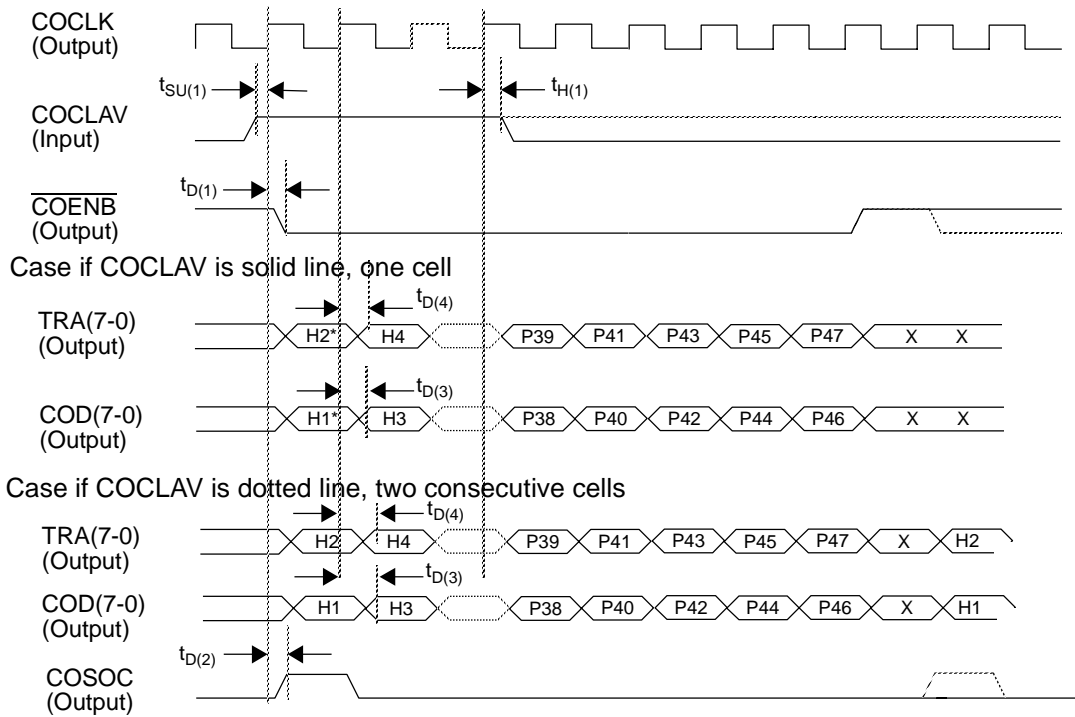 COCLK
(Output)
tSU(1)
tH(1)
COCLAV
(Input)
tD(1)
COENB
(Output)
Case if COCLAV is solid line, one cell
tD(4)
TRA(7-0)
(Output)
H2* H4 P39 P41 P43 P45 P47 X X
tD(3)
COD(7-0)
(Output)
H1* H3 P38 P40 P42 P44 P46 X X
Case if COCLAV is dotted line, two consecutive cells
tD(4)
TRA(7-0)
(Output)
H2 H4 P39 P41 P43 P45 P47 X H2
tD(3)
COD(7-0)
(Output)
H1 H3 P38 P40 P42 P44 P46 X H1
tD(2)
COSOC
(Output)